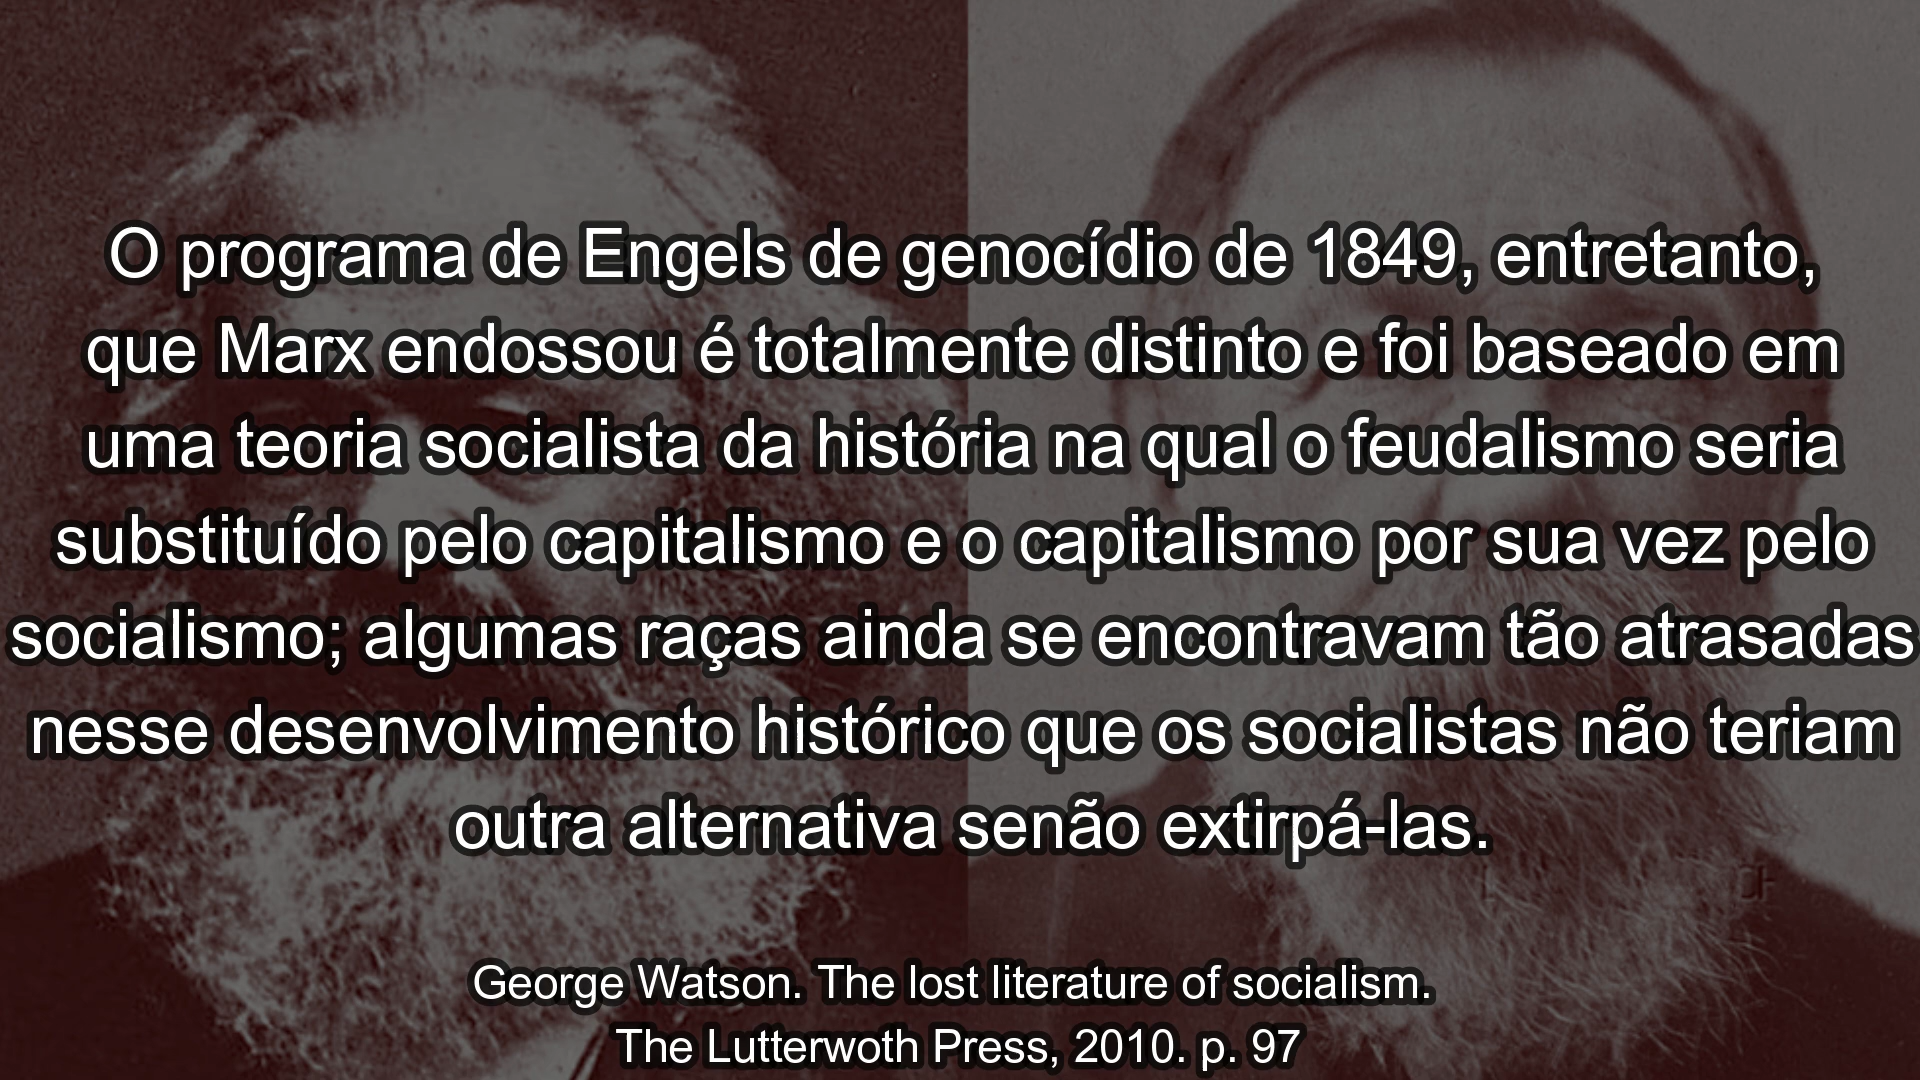 O programa de Engels de genocídio de 1849, entretanto,
que Marx endossou é totalmente distinto e foi baseado em
uma teoria socialista da história na qual o feudalismo seria
substituído pelo capitalismo e o capitalismo por sua vez pelo
socialismo; algumas raças ainda se encontravam tão atrasadas
nesse desenvolvimento histórico que os socialistas não teriam
outra alternativa senão extirpá-las.
George Watson. The lost literature of socialism.
The Lutterwoth Press, 2010. p. 97